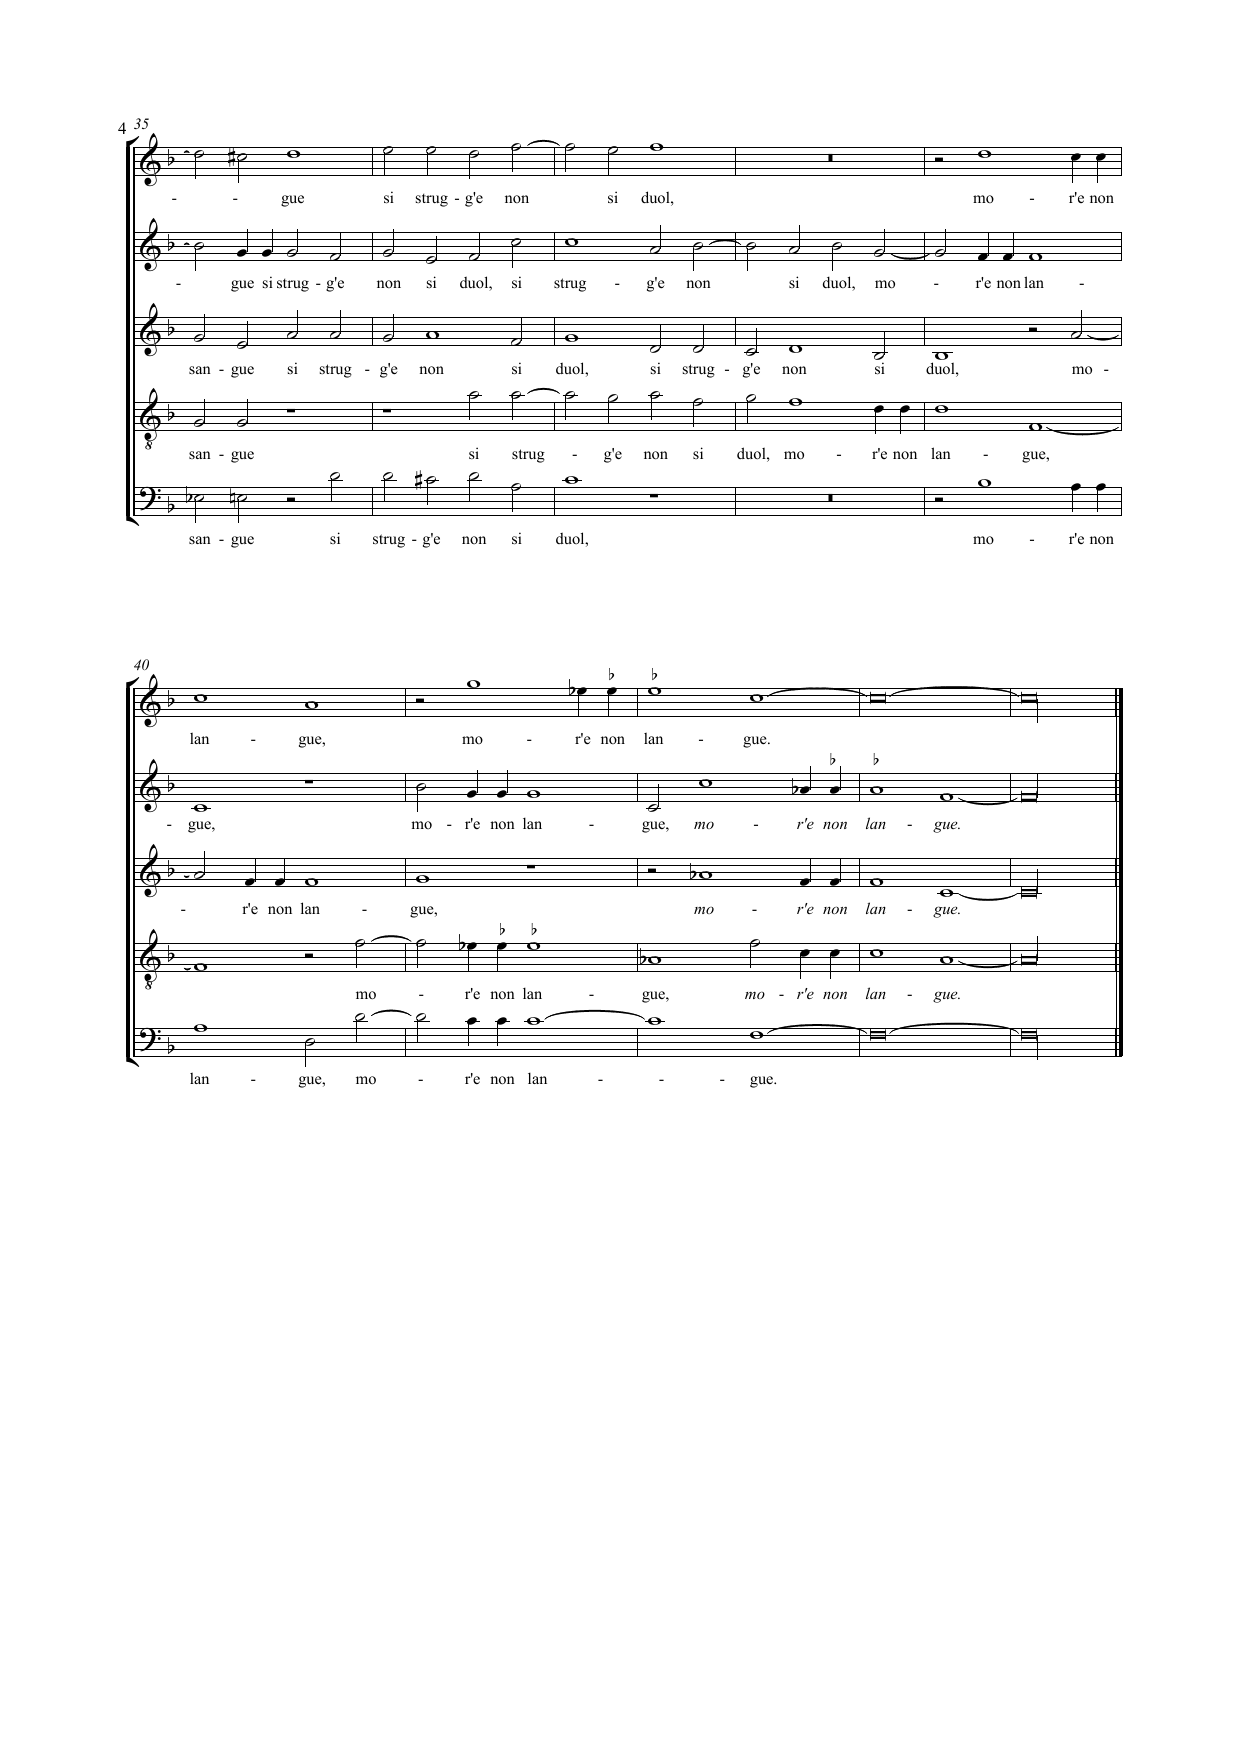 4 35
- - gue si strug - g'e non si duol, mo - r'e non
- gue si strug - g'e non si duol, si strug - g'e non si duol, mo - r'e non lan -
san - gue si strug - g'e non si duol, si strug - g'e non si duol, mo -
san - gue si strug - g'e non si duol, mo - r'e non lan - gue,
san - gue si strug - g'e non si duol, mo - r'e non
40
lan - gue, mo - r'e non lan - gue.
- gue, mo - r'e non lan - gue, mo - r'e non lan - gue.
- r'e non lan - gue, mo - r'e non lan - gue.
mo - r'e non lan - gue, mo - r'e non lan - gue.
lan - gue, mo - r'e non lan - - - gue.